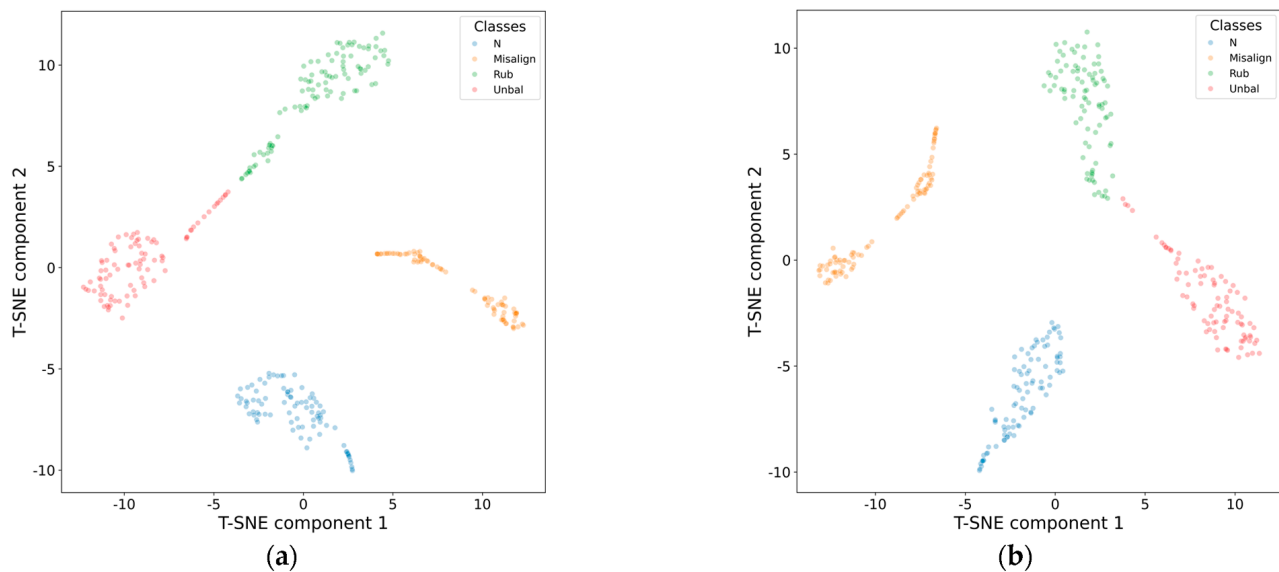 Classes
N
Misalign
Rub
Unbal
10
5
0
-5
-10
T-SNE component 2
-10
-5
0
5
10
T-SNE component 1
(a)
Classes
N
Misalign
Rub
Unbal
10
5
0
-5
-10
T-SNE component 2
-10
-5
0
5
10
T-SNE component 1
(b)